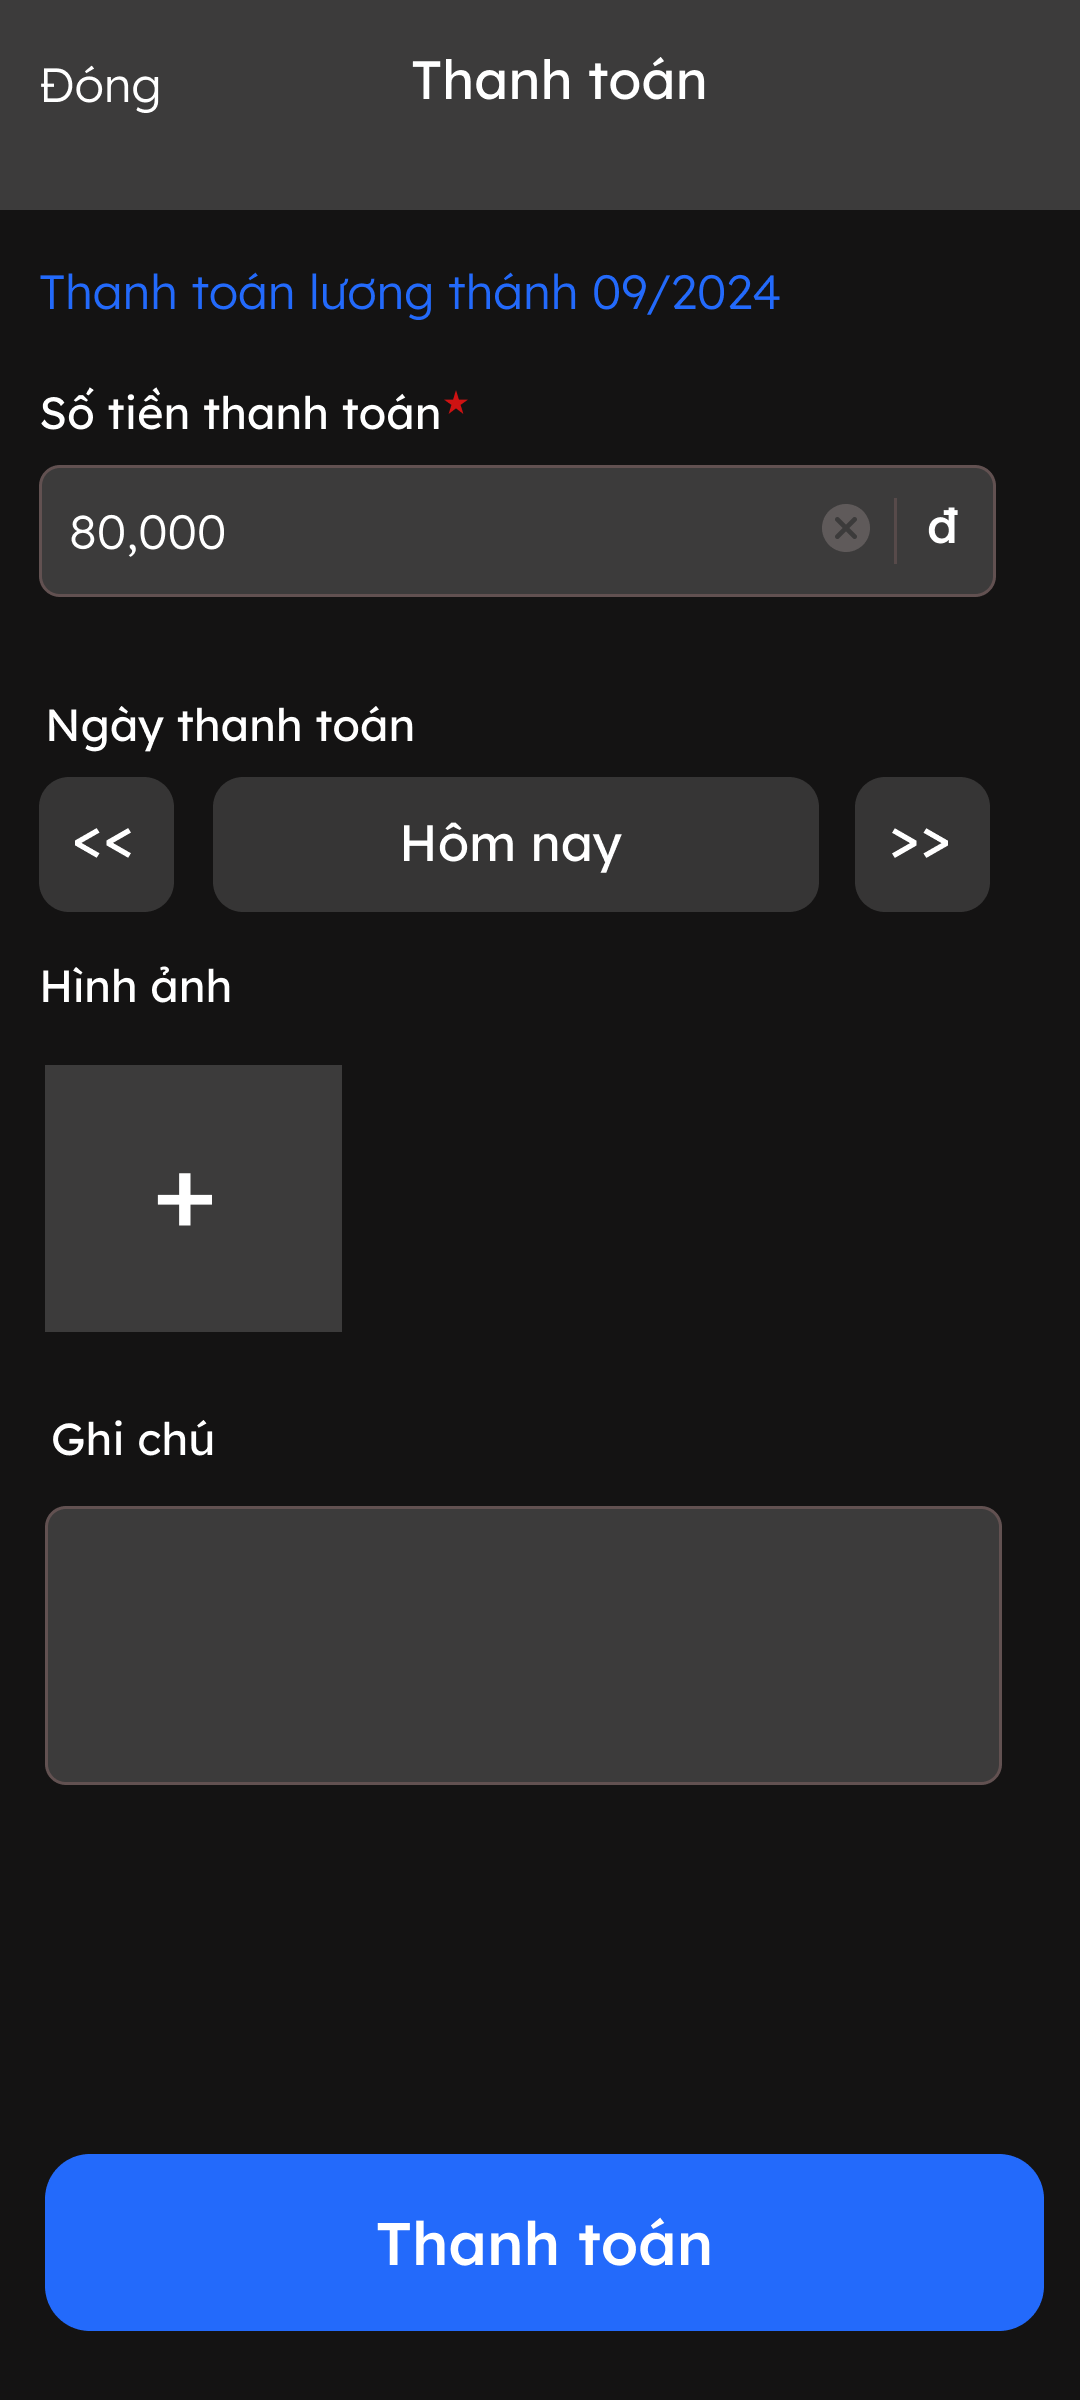 Đóng
Thanh toán
Thanh toán lương thánh 09/2024
Số tiền thanh toán★
80,000
đ
Ngày thanh toán
<<
Hôm nay
>>
Hình ảnh
+
Ghi chú
Thanh toán